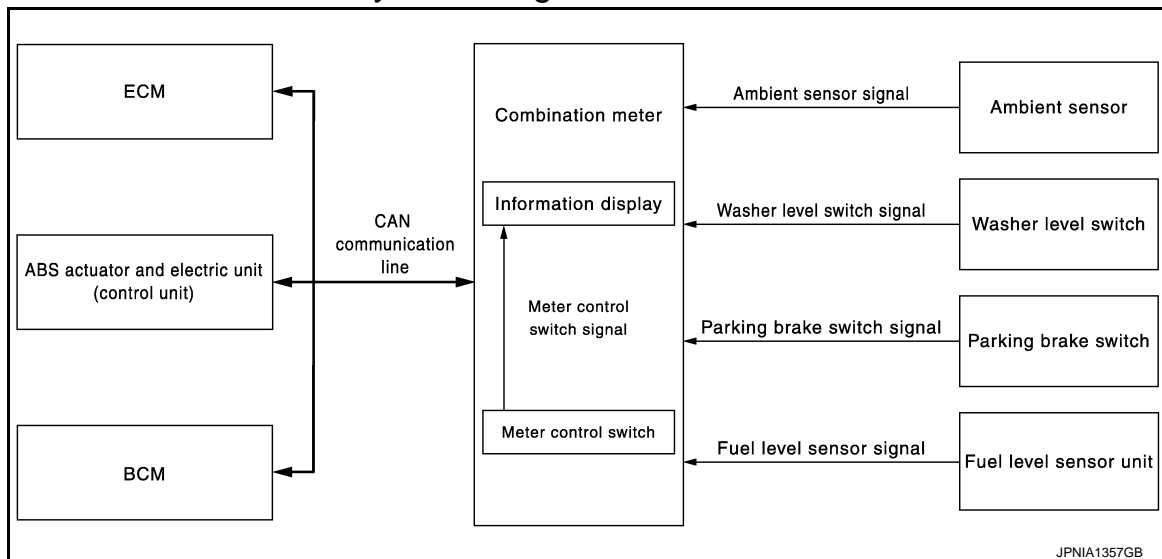 ECM
ABS actuator and electric unit
(control unit)
BCM
CAN
communication
line
Combination meter
Information display
Meter control
switch signal
Meter control switch
Ambient sensor signal
Washer level switch signal
Parking brake switch signal
Fuel level sensor signal
Ambient sensor
Washer level switch
Parking brake switch
Fuel level sensor unit
JPNIA1357GB